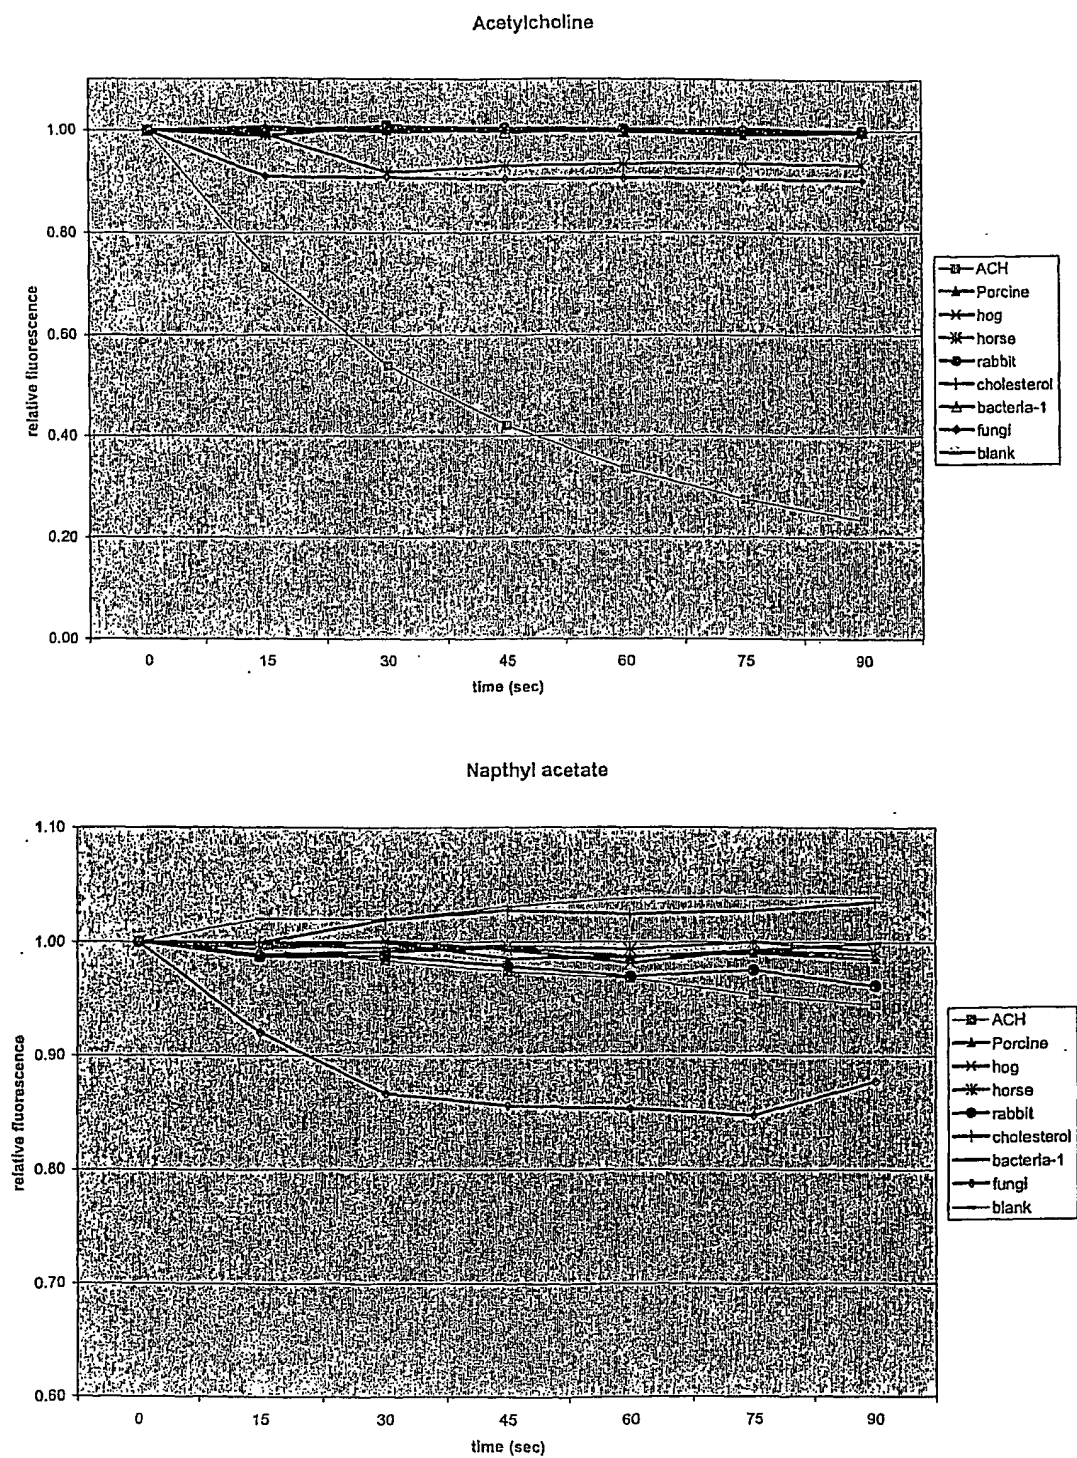 Acetylcholine
1.00
0.80
0.60
0.40
0.20
0.00
relative fluorescence
0 15 30 45 60 75 90
time (sec)
ACH
Porcine
hog
horse
rabbit
cholesterol
bacteria-1
fungi
blank
Napthyl acetate
1.10
1.00
0.90
0.80
0.70
0.60
relative fluorescence
0 15 30 45 60 75 90
time (sec)
ACH
Porcine
hog
horse
rabbit
cholesterol
bacteria-1
fungi
blank